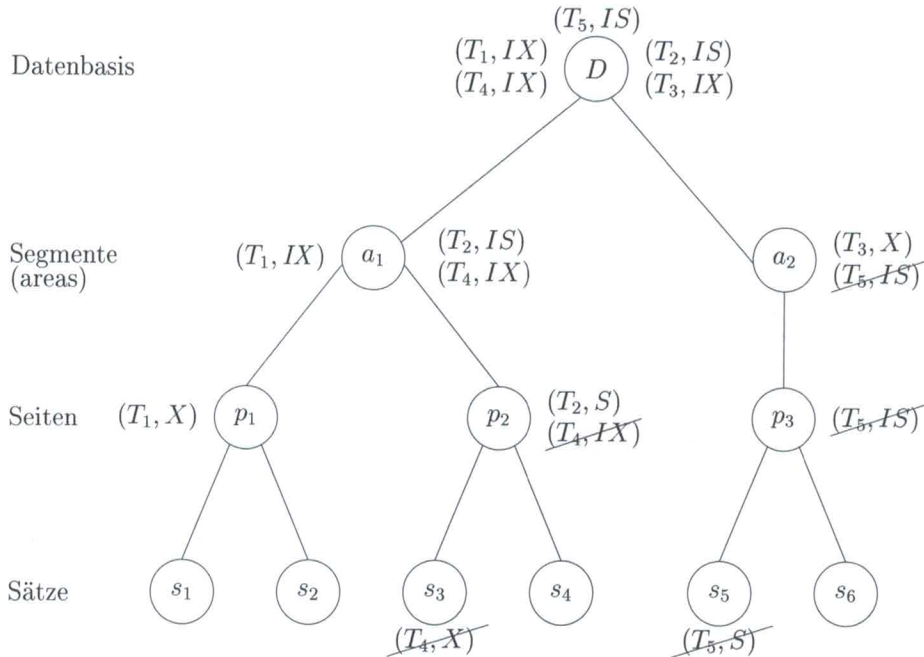 (T₅, IS)
Datenbasis (T₁, IX) D (T₂, IS)
(T₄, IX) (T₃, IX)
Segmente (T₁, IX) a₁ (T₂, IS) a₂ (T₃, X)
(areas) (T₄, IX) (T₅, IS)
Seiten (T₁, X) p₁ p₂ (T₂, S) p₃ (T₅, IS)
(T₄, IX)
Sätze s₁ s₂ s₃ s₄ s₅ s₆
(T₄, X) (T₅, S)